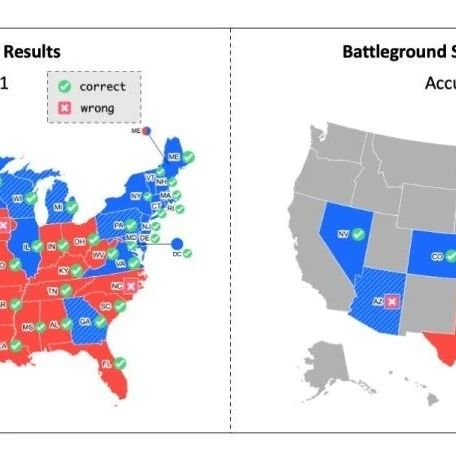 Results
1
correct
wrong
ME
ME
VT
NH
WI
NY
MA
MI
CT
RI
PA
NJ
IL
IN
OH
MD
DE
WV
VA
DC
KY
NC
TN
SC
MS
AL
GA
FL
Battleground S
Accu
NV
CO
AZ